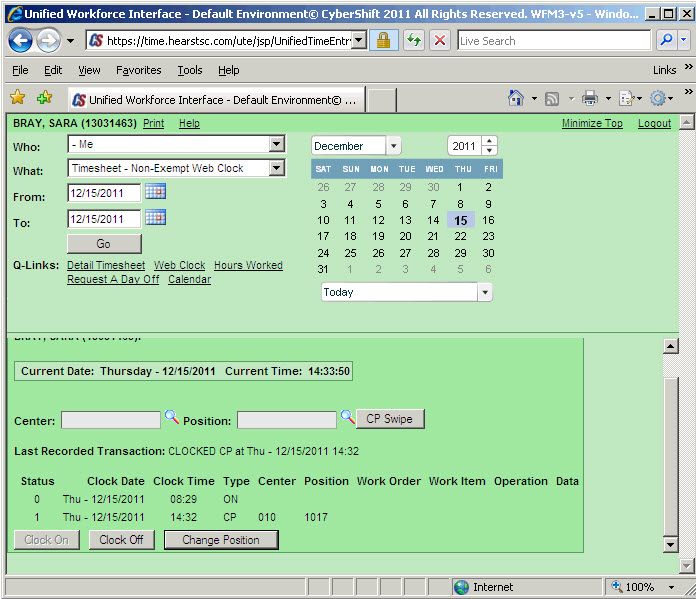 Unified Workforce Interface - Default Environment© CyberShift 2011 All Rights Reserved. WFM3-v5 - Windo...
https://time.hearstsc.com/ute/jsp/UnifiedTimeEntr
Live Search
File Edit View Favorites Tools Help Links »
Unified Workforce Interface - Default Environment© ... »
BRAY, SARA (13031463) Print Help Minimize Top Logout
Who: - Me December 2011
What: Timesheet - Non-Exempt Web Clock
From: 12/15/2011
To: 12/15/2011
Go
Q-Links: Detail Timesheet Web Clock Hours Worked
Request A Day Off Calendar
SAT SUN MON TUE WED THU FRI
26 27 28 29 30 1 2
3 4 5 6 7 8 9
10 11 12 13 14 15 16
17 18 19 20 21 22 23
24 25 26 27 28 29 30
31 1 2 3 4 5 6
Today
BRAY, SARA (13031463):
Current Date: Thursday - 12/15/2011 Current Time: 14:33:50
Center: Position: CP Swipe
Last Recorded Transaction: CLOCKED CP at Thu - 12/15/2011 14:32
Status Clock Date Clock Time Type Center Position Work Order Work Item Operation Data
0 Thu - 12/15/2011 08:29 ON
1 Thu - 12/15/2011 14:32 CP 010 1017
Clock On Clock Off Change Position
Internet 100%